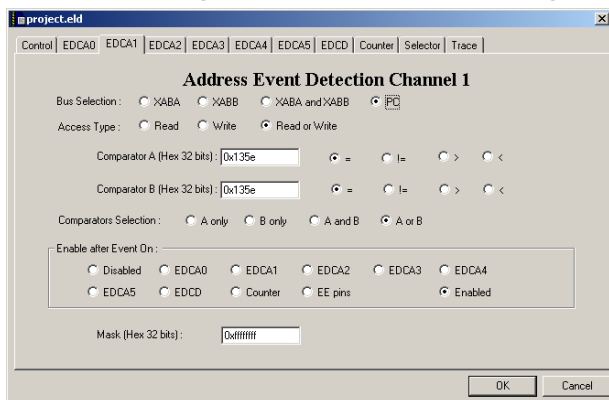 project.eld
Control EDCA0 EDCA1 EDCA2 EDCA3 EDCA4 EDCA5 EDCD Counter Selector Trace
Address Event Detection Channel 1
Bus Selection : XABA XABB XABA and XABB PC
Access Type : Read Write Read or Write
Comparator A (Hex 32 bits) : 0x135e = != > <
Comparator B (Hex 32 bits) : 0x135e = != > <
Comparators Selection : A only B only A and B A or B
Enable after Event On :
Disabled EDCA0 EDCA1 EDCA2 EDCA3 EDCA4
EDCA5 EDCD Counter EE pins Enabled
Mask (Hex 32 bits) : 0xffffffff
OK Cancel